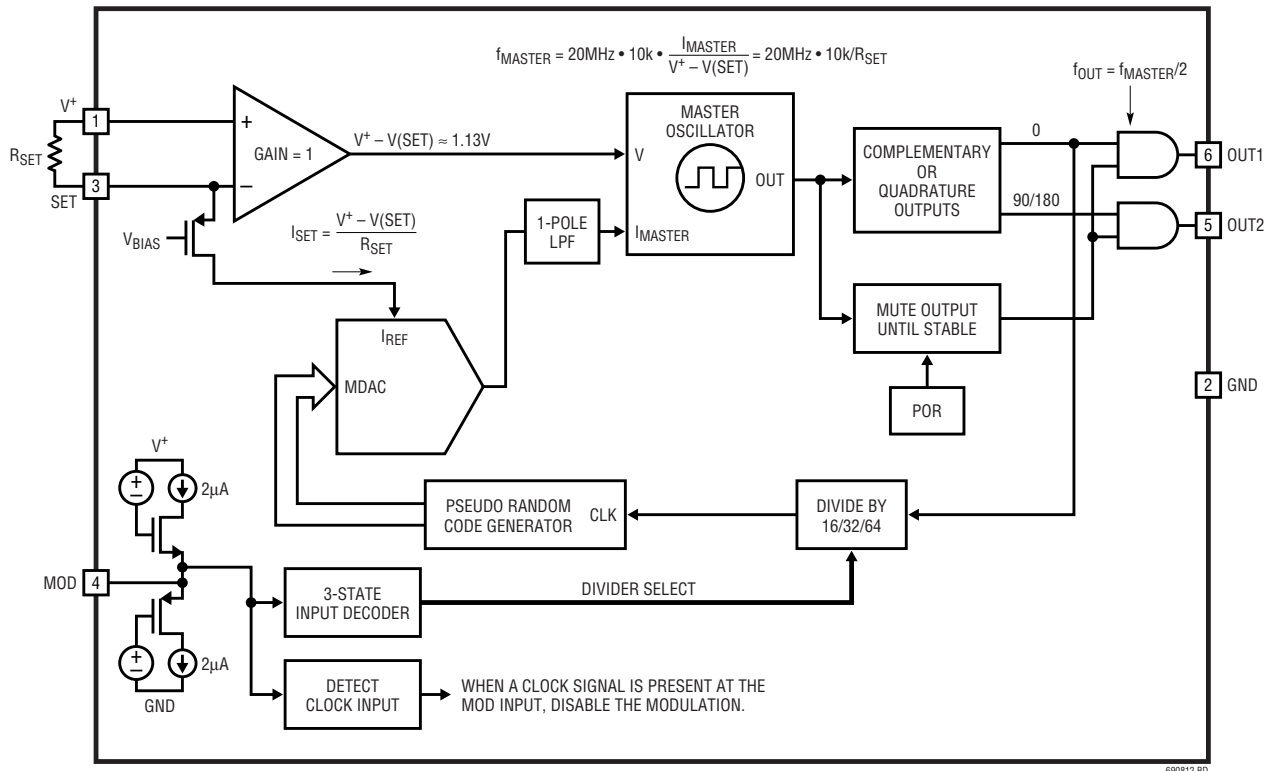 f_MASTER = 20MHz • 10k • I_MASTER / V+ – V(SET) = 20MHz • 10k/R_SET
f_OUT = f_MASTER/2
V+
1
R_SET
3
SET
+
–
GAIN = 1
V+ – V(SET) ≈ 1.13V
MASTER
OSCILLATOR
V
OUT
I_MASTER
COMPLEMENTARY
OR
QUADRATURE
OUTPUTS
0
90/180
6
OUT1
5
OUT2
V_BIAS
I_SET = V+ – V(SET) / R_SET
1-POLE
LPF
MUTE OUTPUT
UNTIL STABLE
POR
2
GND
I_REF
MDAC
V+
+
–
2µA
PSEUDO RANDOM
CODE GENERATOR
CLK
DIVIDE BY
16/32/64
MOD
4
3-STATE
INPUT DECODER
DIVIDER SELECT
+
–
2µA
GND
DETECT
CLOCK INPUT
WHEN A CLOCK SIGNAL IS PRESENT AT THE
MOD INPUT, DISABLE THE MODULATION.
690812 BD